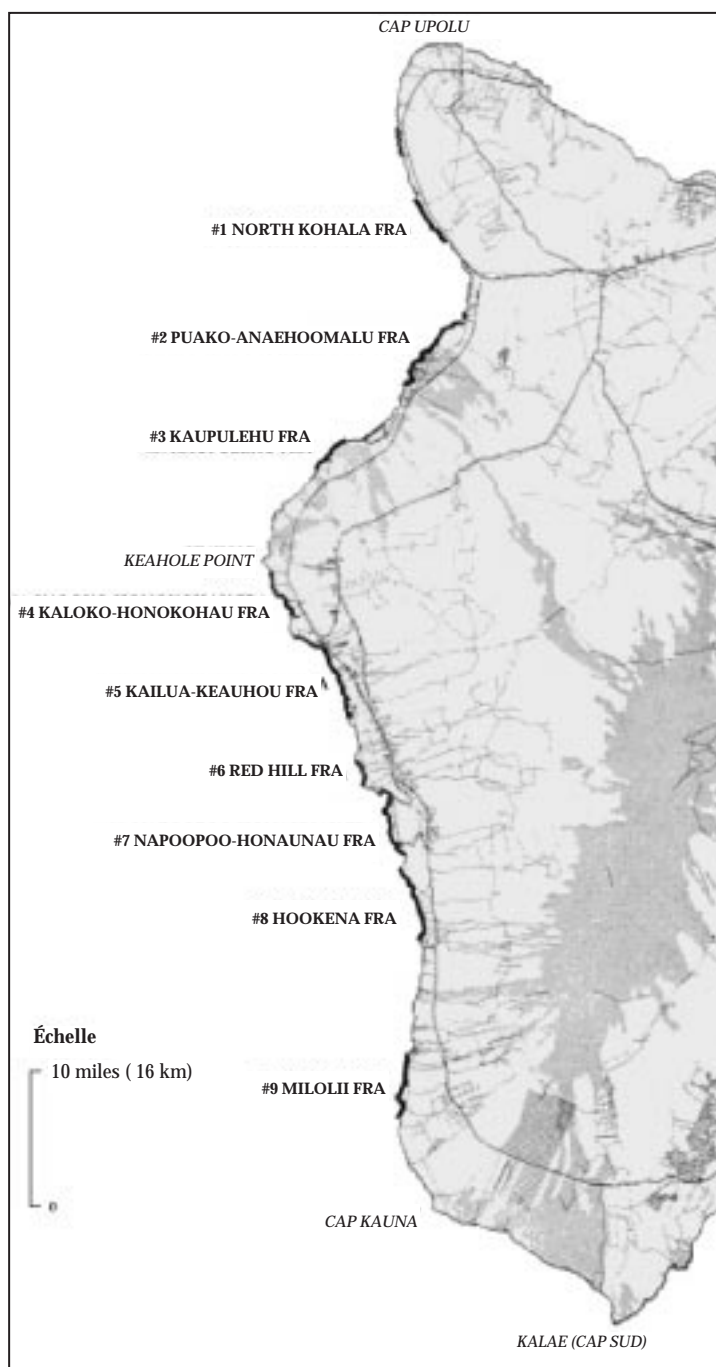 CAP UPOLU
#1 NORTH KOHALA FRA
#2 PUAKO-ANAEHOOMALU FRA
#3 KAUPULEHU FRA
KEAHOLE POINT
#4 KALOKO-HONOKOHAU FRA
#5 KAILUA-KEAUHOU FRA
#6 RED HILL FRA
#7 NAPOOPOO-HONAUNAU FRA
#8 HOOKENA FRA
Échelle
10 miles ( 16 km)
#9 MILOLII FRA
0
CAP KAUNA
KALAE (CAP SUD)